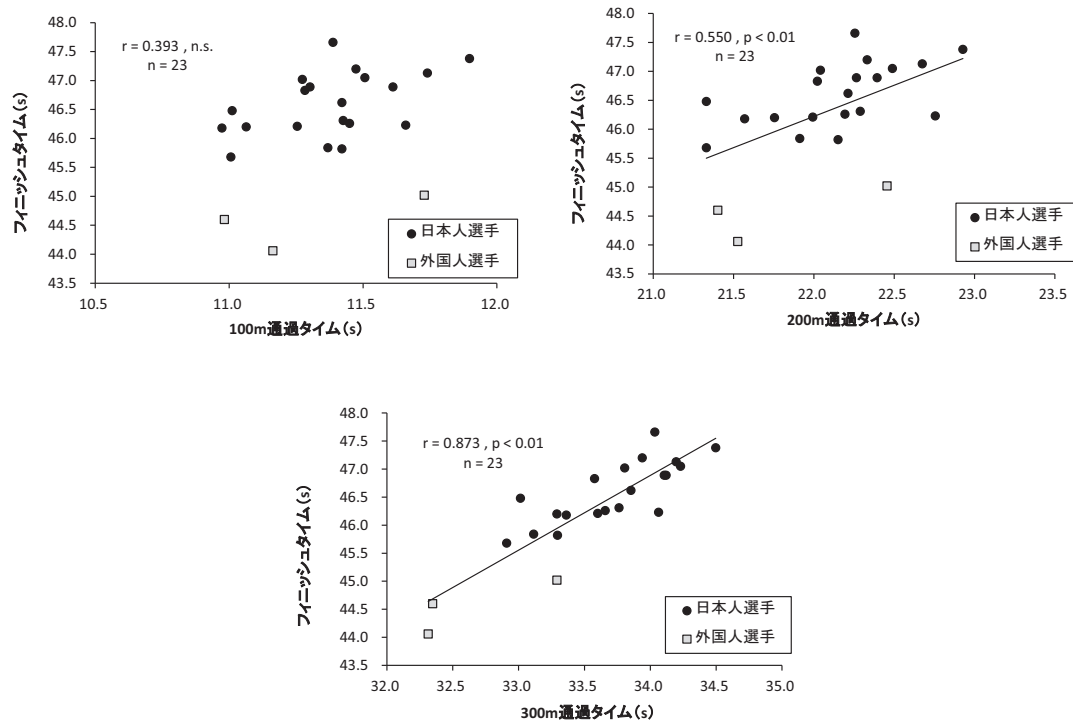 フィニッシュタイム(s)
48.0
47.5
47.0
46.5
46.0
45.5
45.0
44.5
44.0
43.5
r = 0.393 , n.s.
n = 23
日本人選手
外国人選手
10.5
11.0
11.5
12.0
100m通過タイム(s)
フィニッシュタイム(s)
48.0
47.5
47.0
46.5
46.0
45.5
45.0
44.5
44.0
43.5
r = 0.550 , p < 0.01
n = 23
日本人選手
外国人選手
21.0
21.5
22.0
22.5
23.0
23.5
200m通過タイム(s)
フィニッシュタイム(s)
48.0
47.5
47.0
46.5
46.0
45.5
45.0
44.5
44.0
43.5
r = 0.873 , p < 0.01
n = 23
日本人選手
外国人選手
32.0
32.5
33.0
33.5
34.0
34.5
35.0
300m通過タイム(s)